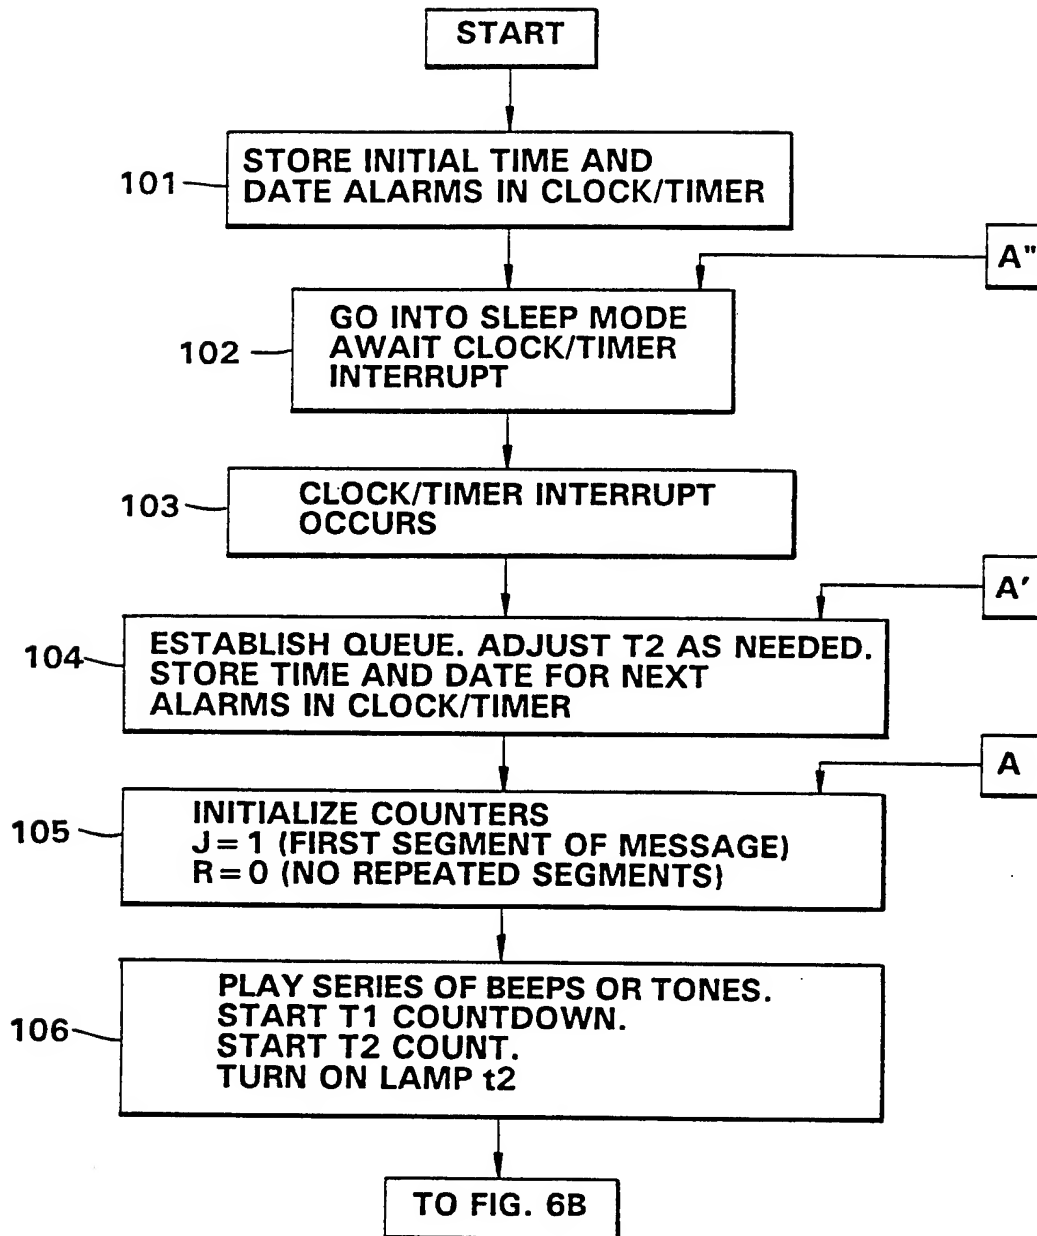 START
101
STORE INITIAL TIME AND
DATE ALARMS IN CLOCK/TIMER
A"
102
GO INTO SLEEP MODE
AWAIT CLOCK/TIMER
INTERRUPT
103
CLOCK/TIMER INTERRUPT
OCCURS
A'
104
ESTABLISH QUEUE. ADJUST T2 AS NEEDED.
STORE TIME AND DATE FOR NEXT
ALARMS IN CLOCK/TIMER
A
105
INITIALIZE COUNTERS
J=1 (FIRST SEGMENT OF MESSAGE)
R=0 (NO REPEATED SEGMENTS)
106
PLAY SERIES OF BEEPS OR TONES.
START T1 COUNTDOWN.
START T2 COUNT.
TURN ON LAMP t2
TO FIG. 6B